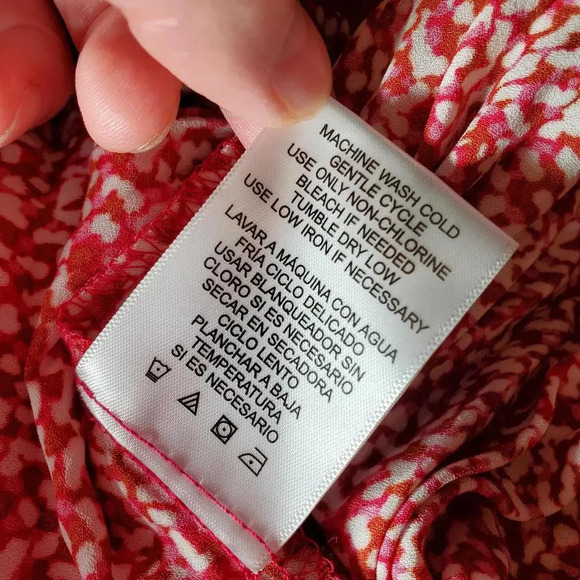 MACHINE WASH COLD
GENTLE CYCLE
USE ONLY NON-CHLORINE
BLEACH IF NEEDED
TUMBLE DRY LOW
USE LOW IRON IF NECESSARY
LAVAR A MÁQUINA CON AGUA
FRÍA CICLO DELICADO
USAR BLANQUEADOR SIN
CLORO SI ES NECESARIO
SECAR EN SECADORA
CICLO LENTO
PLANCHAR A BAJA
TEMPERATURA
SI ES NECESARIO